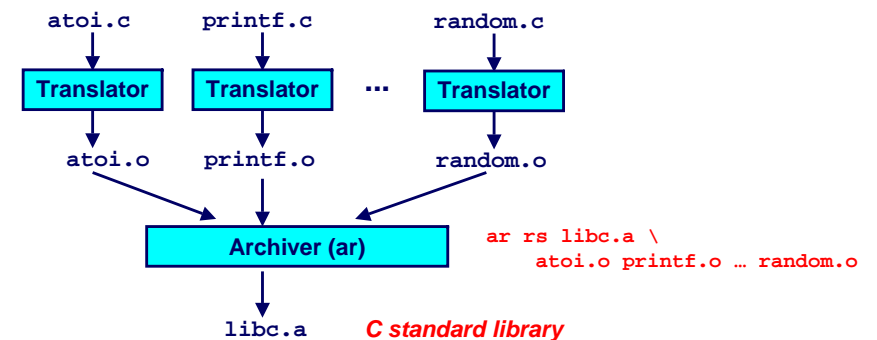 atoi.c printf.c random.c
Translator Translator ... Translator
atoi.o printf.o random.o
Archiver (ar)
ar rs libc.a \
atoi.o printf.o … random.o
libc.a C standard library